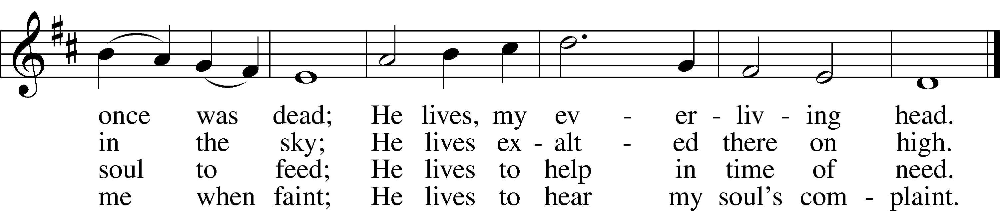 once was dead; He lives, my ev - er - liv - ing head.
in the sky; He lives ex - alt - ed there on high.
soul to feed; He lives to help in time of need.
me when faint; He lives to hear my soul's com - plaint.